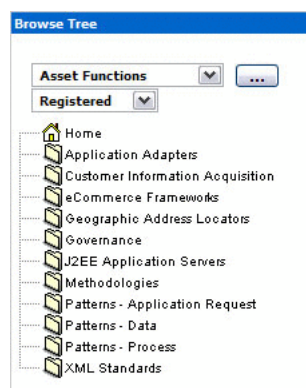 Browse Tree
Asset Functions
...
Registered
Home
Application Adapters
Customer Information Acquisition
eCommerce Frameworks
Geographic Address Locators
Governance
J2EE Application Servers
Methodologies
Patterns - Application Request
Patterns - Data
Patterns - Process
XML Standards